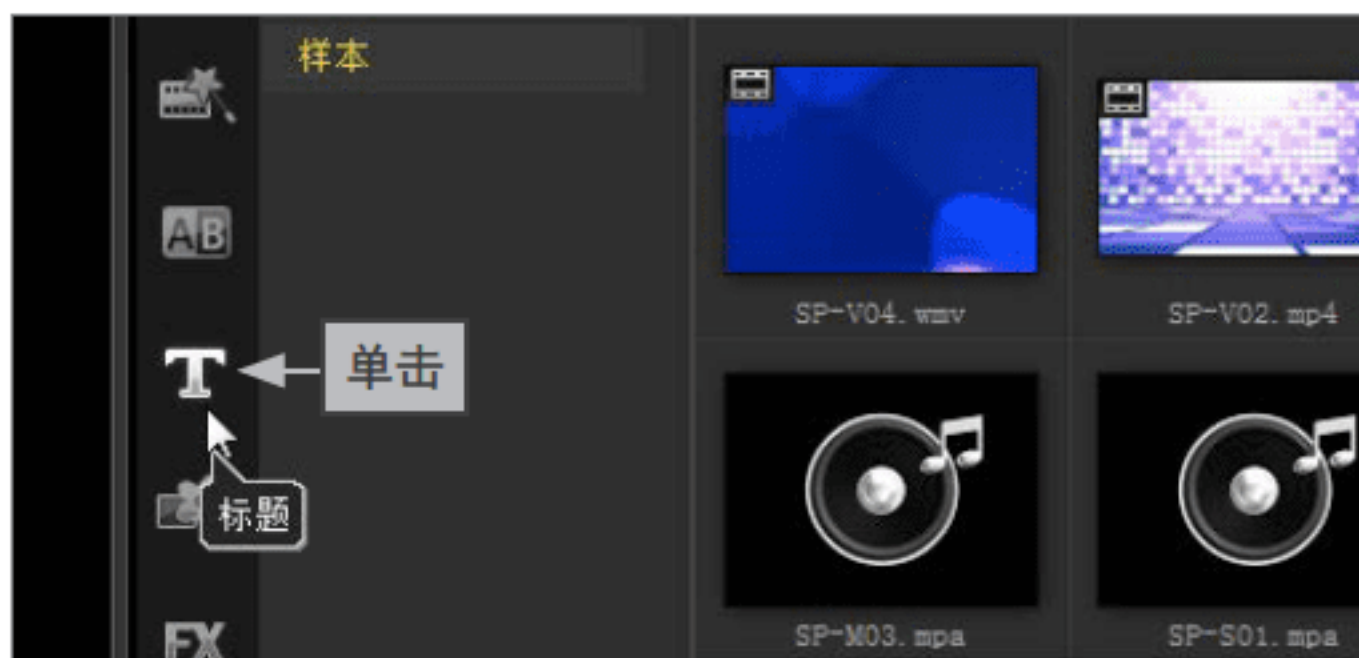 样本
AB
SP-V04.wmv
SP-V02.mp4
T
单击
标题
FX
SP-M03.mpa
SP-S01.mpa